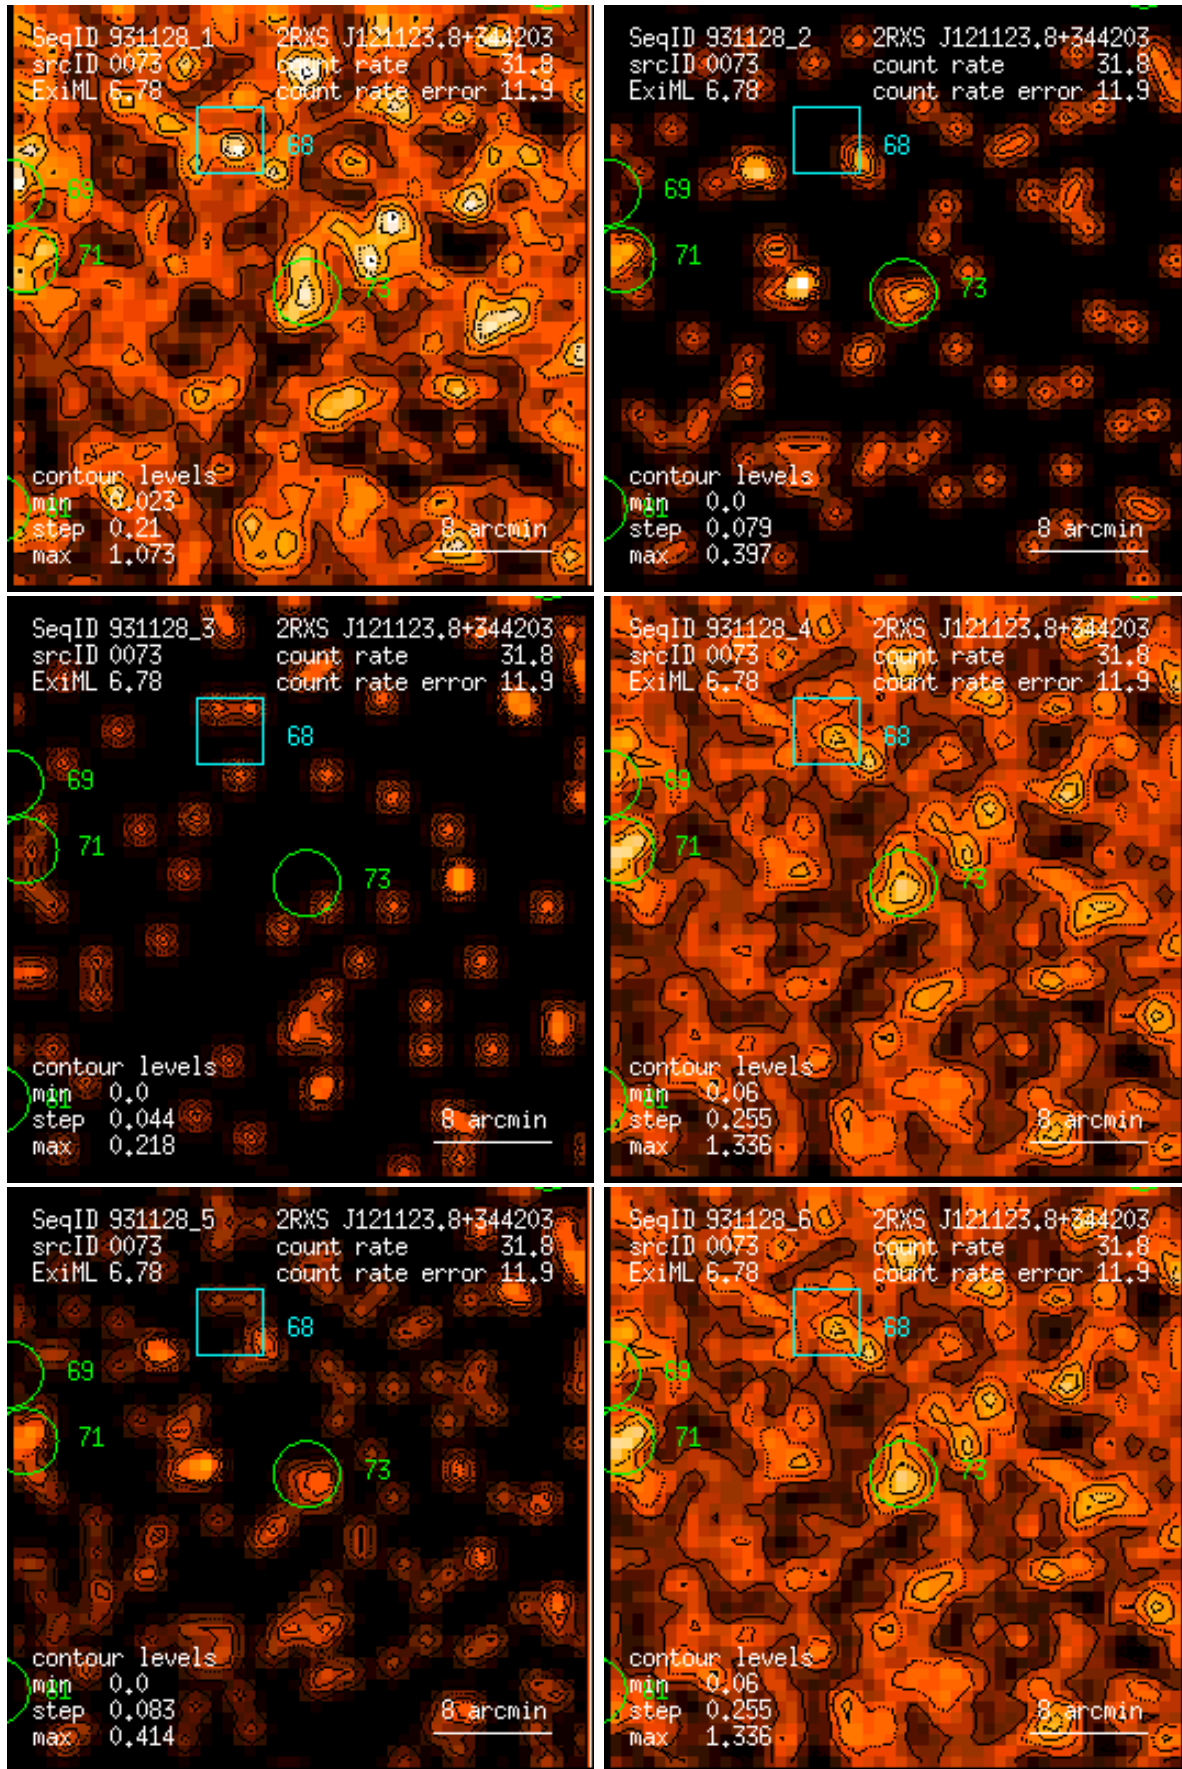 SeqID 931128_1 2RXS J121123.8+344203
srcID 0073 count rate 31.8
ExiML 6.78 count rate error 11.9
68
69
71
73
contour levels
min 0.023
81
step 0.21 8 arcmin
max 1.073
SeqID 931128_2 2RXS J121123.8+344203
srcID 0073 count rate 31.8
ExiML 6.78 count rate error 11.9
68
69
71
73
contour levels
min 0.0
81
step 0.079 8 arcmin
max 0.397
SeqID 931128_3 2RXS J121123.8+344203
srcID 0073 count rate 31.8
ExiML 6.78 count rate error 11.9
68
69
71
73
contour levels
min 0.0
81
step 0.044 8 arcmin
max 0.218
SeqID 931128_4 2RXS J121123.8+344203
srcID 0073 count rate 31.8
ExiML 6.78 count rate error 11.9
68
69
71
73
contour levels
min 0.06
81
step 0.255 8 arcmin
max 1.336
SeqID 931128_5 2RXS J121123.8+344203
srcID 0073 count rate 31.8
ExiML 6.78 count rate error 11.9
68
69
71
73
contour levels
min 0.0
81
step 0.083 8 arcmin
max 0.414
SeqID 931128_6 2RXS J121123.8+344203
srcID 0073 count rate 31.8
ExiML 6.78 count rate error 11.9
68
69
71
73
contour levels
min 0.06
81
step 0.255 8 arcmin
max 1.336